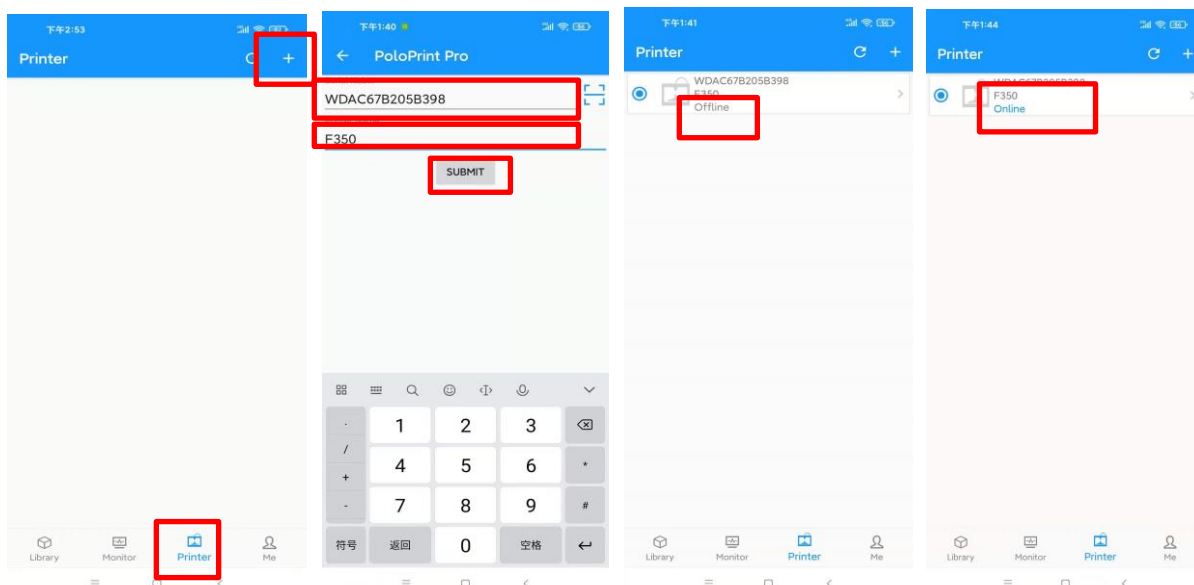 下午2:53
Printer
+
Library
Monitor
Printer
Me
下午1:40
PoloPrint Pro
WDAC67B205B398
F350
SUBMIT
. 1 2 3
/ 4 5 6 *
+
- 7 8 9 #
符号 返回 0 空格
下午1:41
Printer
+
WDAC67B205B398
F350
Offline
Library
Monitor
Printer
Me
下午1:44
Printer
+
WDAC67B205B398
F350
Online
Library
Monitor
Printer
Me